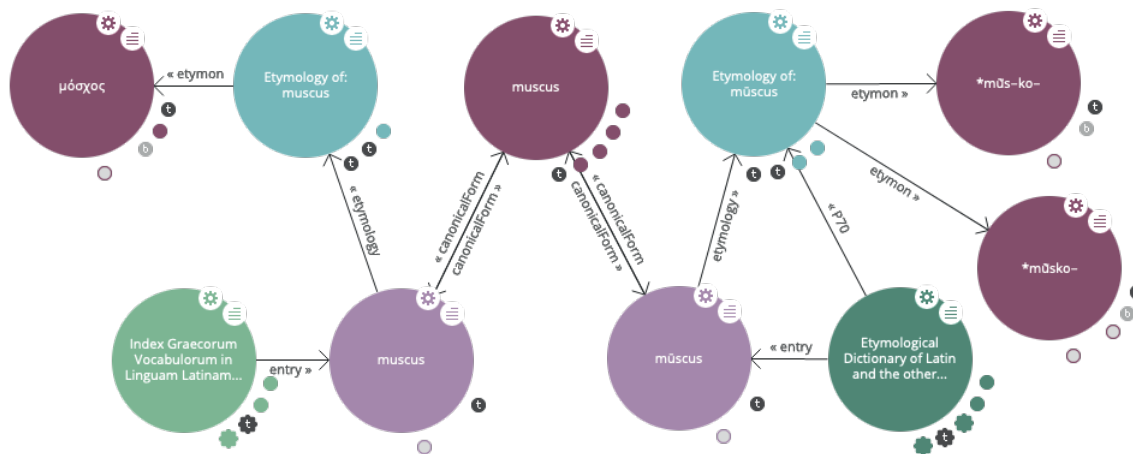 μόσχος
« etymon
Etymology of:
muscus
muscus
Etymology of:
mūscus
etymon »
*mūs–ko–
etymon »
*mūsko–
« etymology
« canonicalForm
canonicalForm »
« canonicalForm
canonicalForm »
etymology »
« P70
Index Graecorum
Vocabulorum in
Linguam Latinam...
entry »
muscus
mūscus
« entry
Etymological
Dictionary of Latin
and the other...
t
b
t
t
t
t
t
t
b
t
b
t
t
t
t